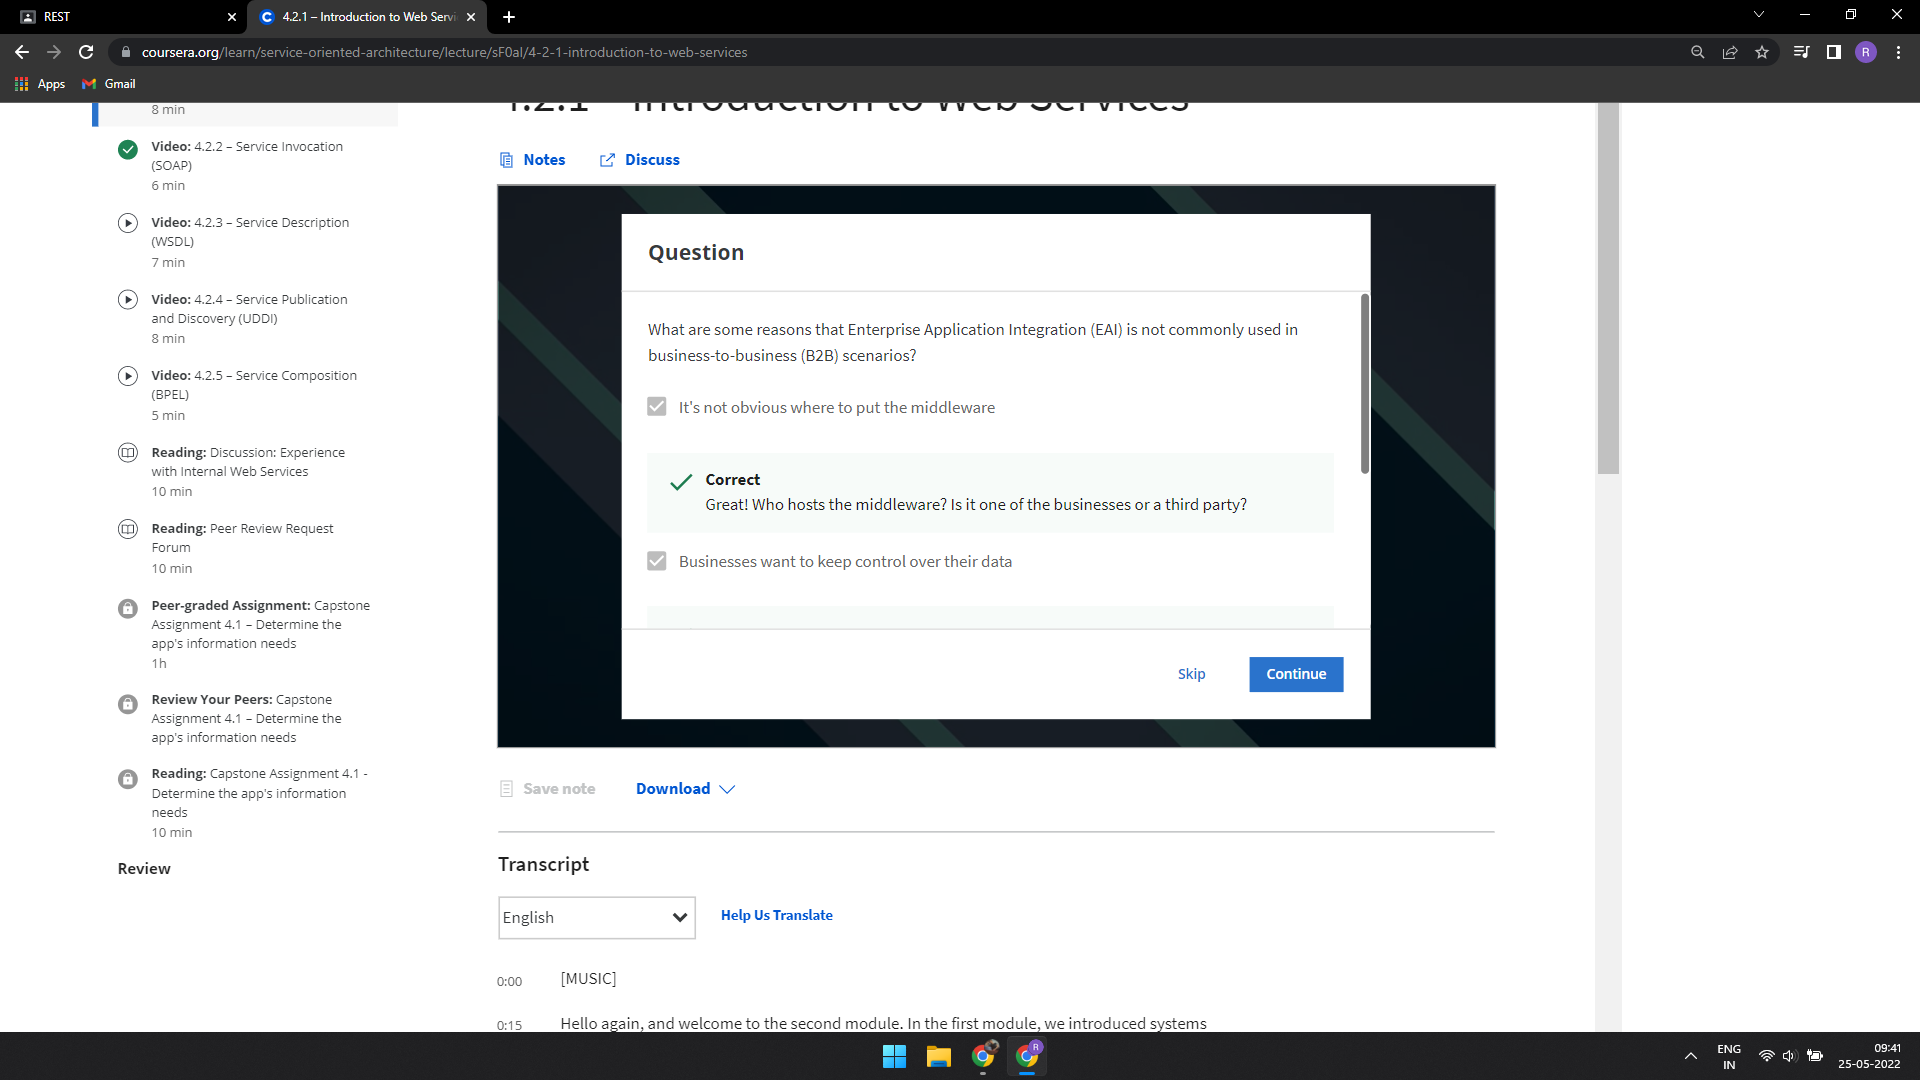 REST
4.2.1 – Introduction to Web Servi
coursera.org/learn/service-oriented-architecture/lecture/sF0aI/4-2-1-introduction-to-web-services
R
Apps
Gmail
8 min
Video: 4.2.2 – Service Invocation
(SOAP)
6 min
Video: 4.2.3 – Service Description
(WSDL)
7 min
Video: 4.2.4 – Service Publication
and Discovery (UDDI)
8 min
Video: 4.2.5 – Service Composition
(BPEL)
5 min
Reading: Discussion: Experience
with Internal Web Services
10 min
Reading: Peer Review Request
Forum
10 min
Peer-graded Assignment: Capstone
Assignment 4.1 – Determine the
app's information needs
1h
Review Your Peers: Capstone
Assignment 4.1 – Determine the
app's information needs
Reading: Capstone Assignment 4.1 -
Determine the app's information
needs
10 min
Review
4.2.1 – Introduction to Web Services
Notes
Discuss
Question
What are some reasons that Enterprise Application Integration (EAI) is not commonly used in
business-to-business (B2B) scenarios?
It's not obvious where to put the middleware
Correct
Great! Who hosts the middleware? Is it one of the businesses or a third party?
Businesses want to keep control over their data
Skip
Continue
Save note
Download
Transcript
English
Help Us Translate
0:00
[MUSIC]
0:15
Hello again, and welcome to the second module. In the first module, we introduced systems
R
ENG
IN
09:41
25-05-2022